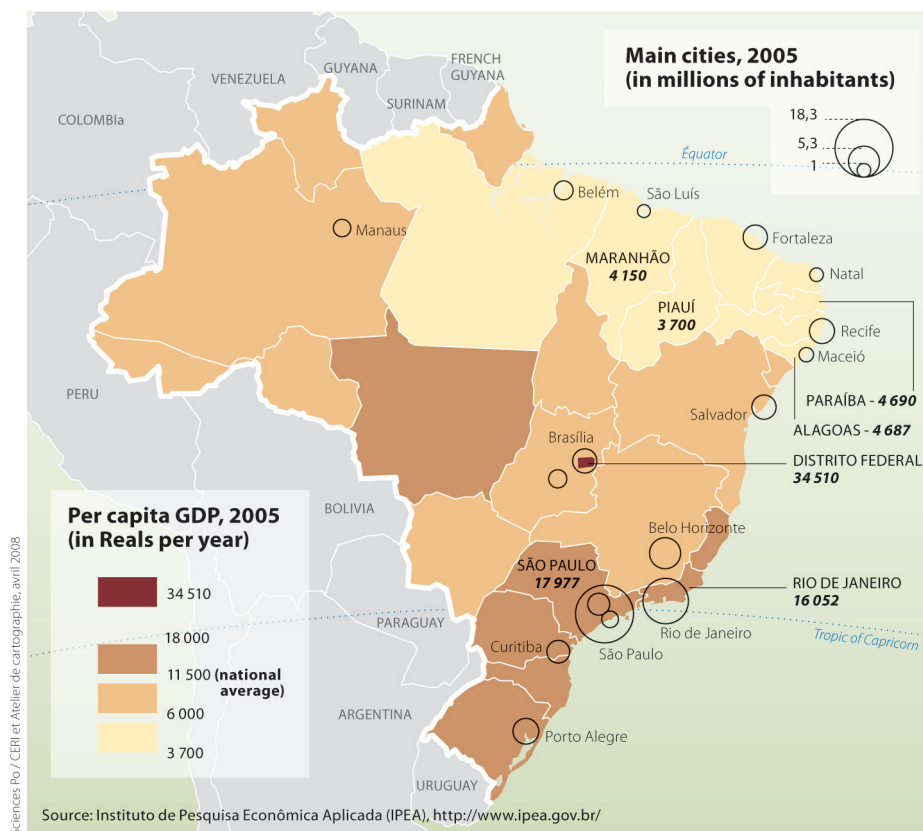 Main cities, 2005
(in millions of inhabitants)
18,3
5,3
1
COLOMBIa
VENEZUELA
GUYANA
SURINAM
FRENCH
GUYANA
Équator
Belém
São Luís
Manaus
Fortaleza
MARANHÃO
4 150
Natal
PIAUÍ
3 700
Recife
Maceió
PERU
PARAÍBA - 4 690
Salvador
ALAGOAS - 4 687
Brasília
DISTRITO FEDERAL
34 510
BOLIVIA
Belo Horizonte
SÃO PAULO
17 977
RIO DE JANEIRO
16 052
PARAGUAY
Rio de Janeiro
Tropic of Capricorn
São Paulo
Curitiba
ARGENTINA
Porto Alegre
URUGUAY
Per capita GDP, 2005
(in Reals per year)
34 510
18 000
11 500 (national
average)
6 000
3 700
Source: Instituto de Pesquisa Econômica Aplicada (IPEA), http://www.ipea.gov.br/
Sciences Po / CERI et Atelier de cartographie, avril 2008